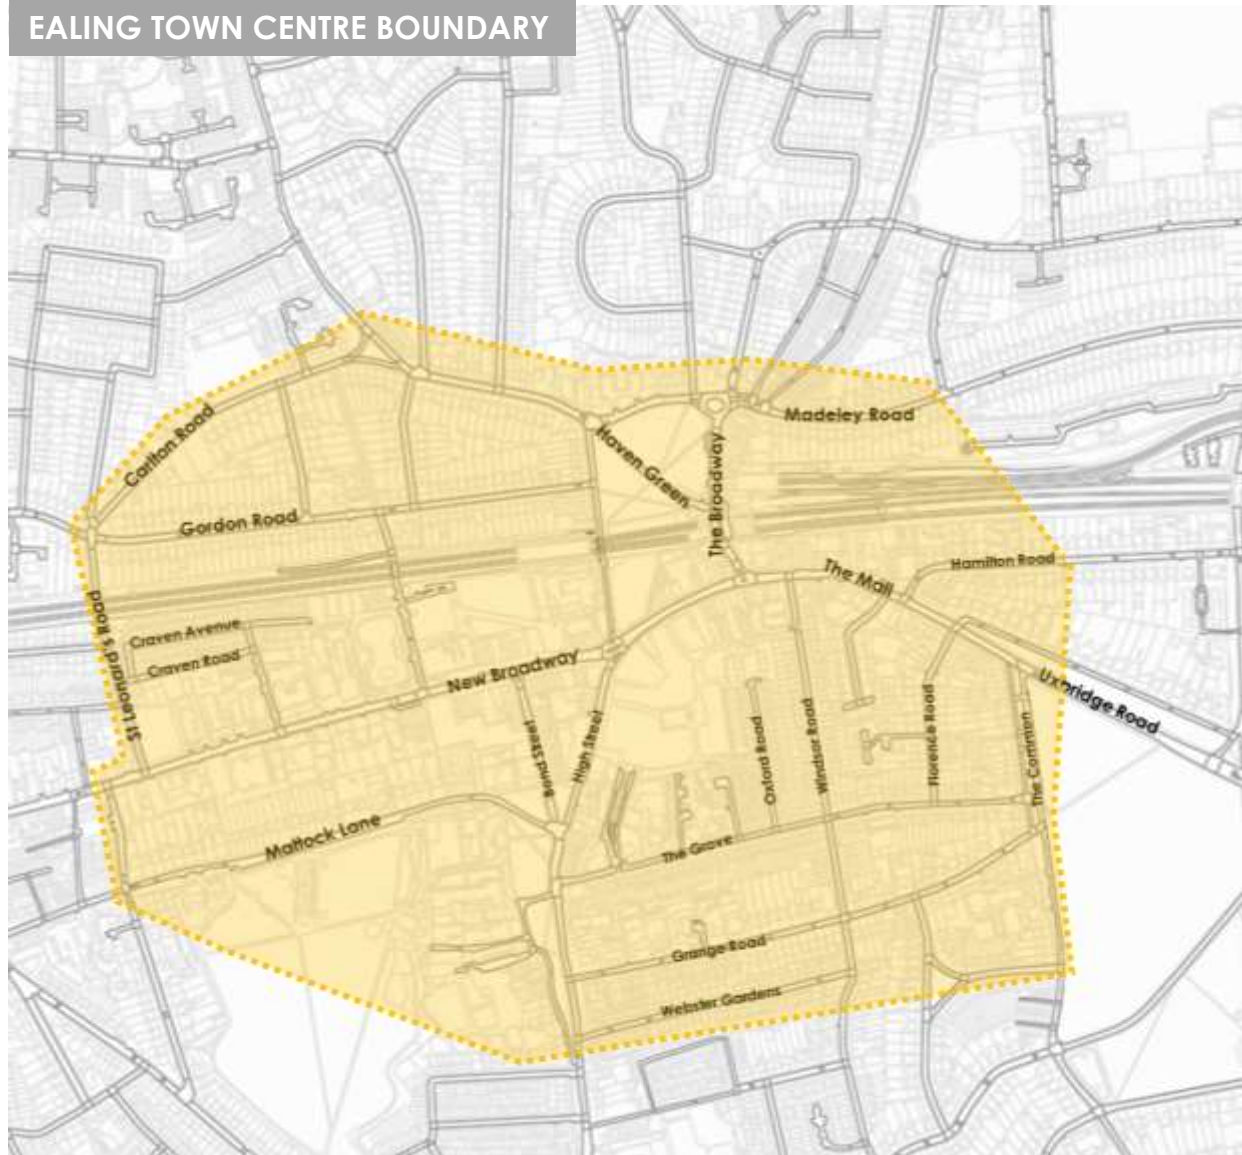 EALING TOWN CENTRE BOUNDARY
Carlton Road
Madeley Road
Haven Green
The Broadway
Gordon Road
Hamilton Road
The Mall
St Leonard's Road
Craven Avenue
Craven Road
New Broadway
Uxbridge Road
Bond Street
High Street
Oxford Road
Windsor Road
Florence Road
The Common
Mattock Lane
The Grove
Grange Road
Webster Gardens